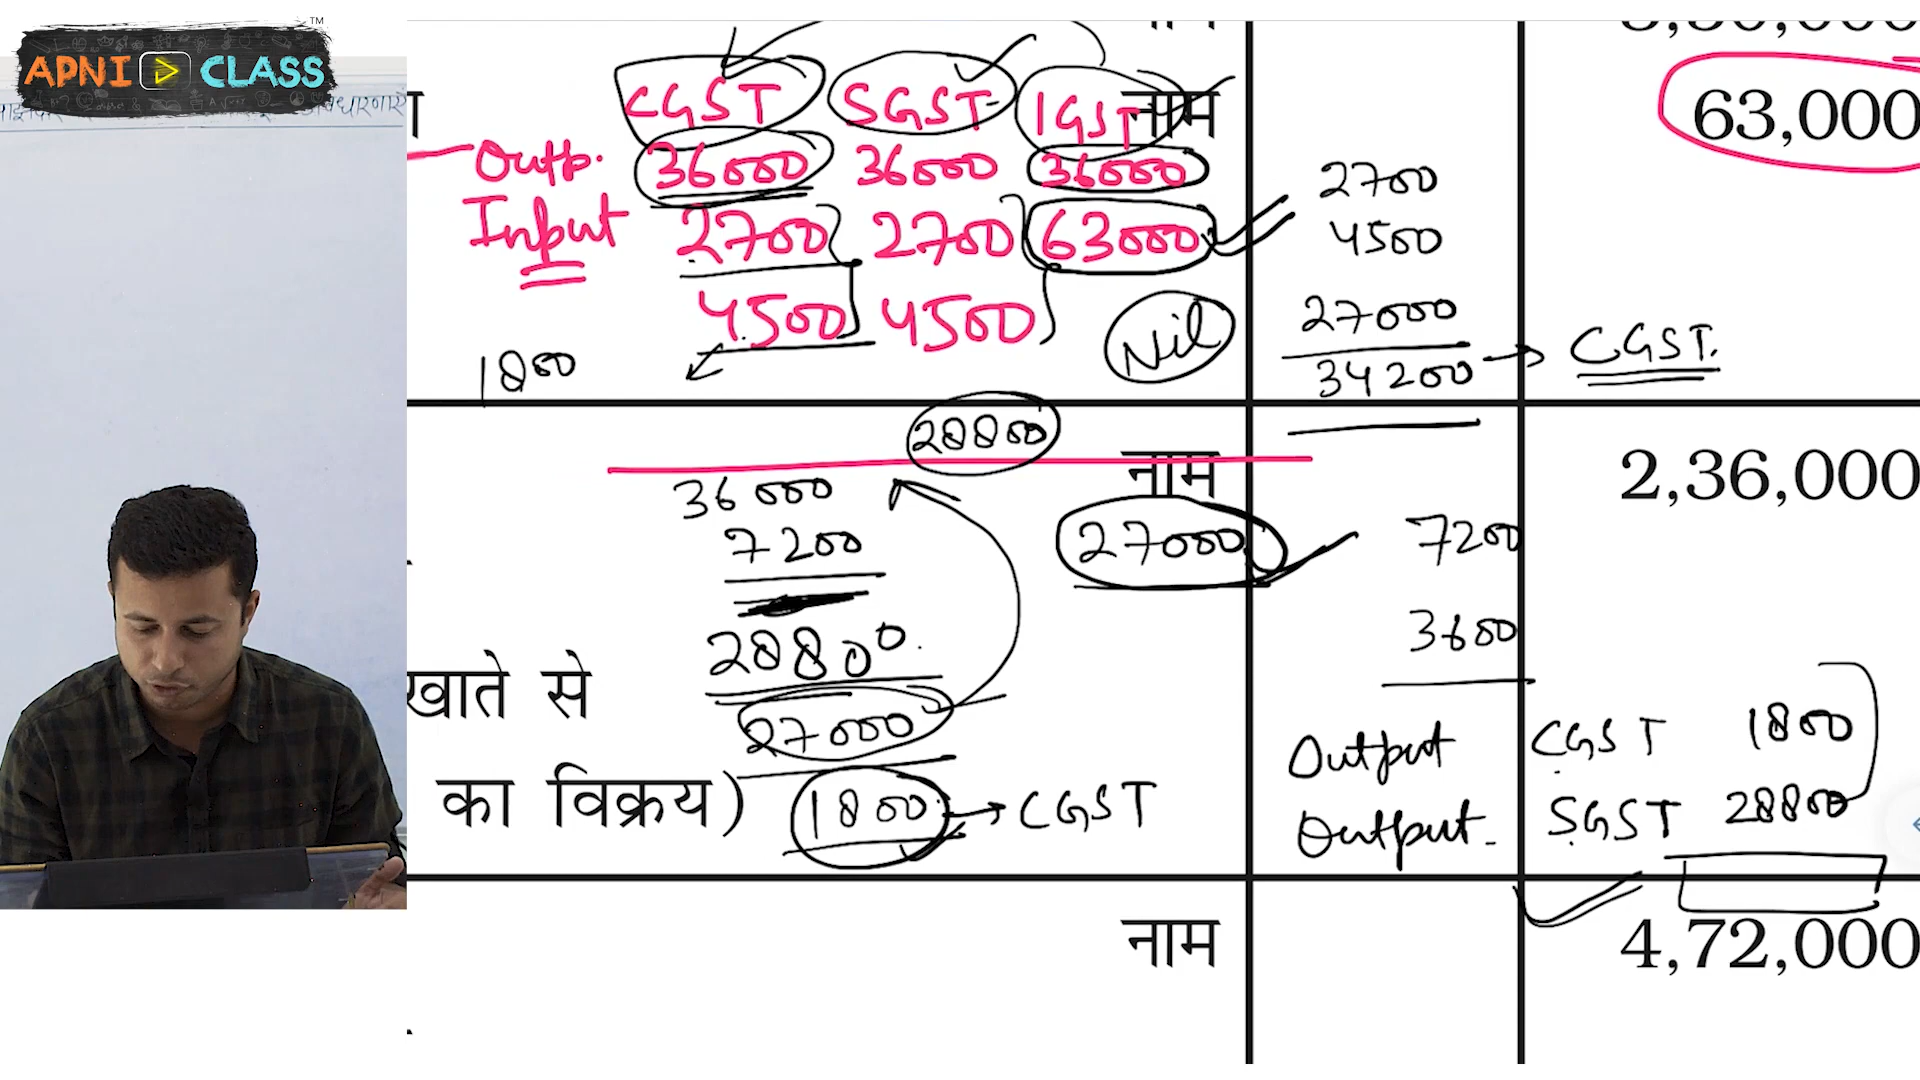 APNI CLASS TM
CGST SGST IGST नाम
63,000
Outp. 36000 36000 36000
Input 2700 2700 63000
4500 4500 Nil
1800
2700
4500
27000
34200 → CGST.
28800
नाम 2,36,000
36000
7200
28800
27000
27000
7200
3600
खाते से
का विक्रय) 1800 → CGST
Output CGST 1800
Output - SGST 28800
नाम 4,72,000